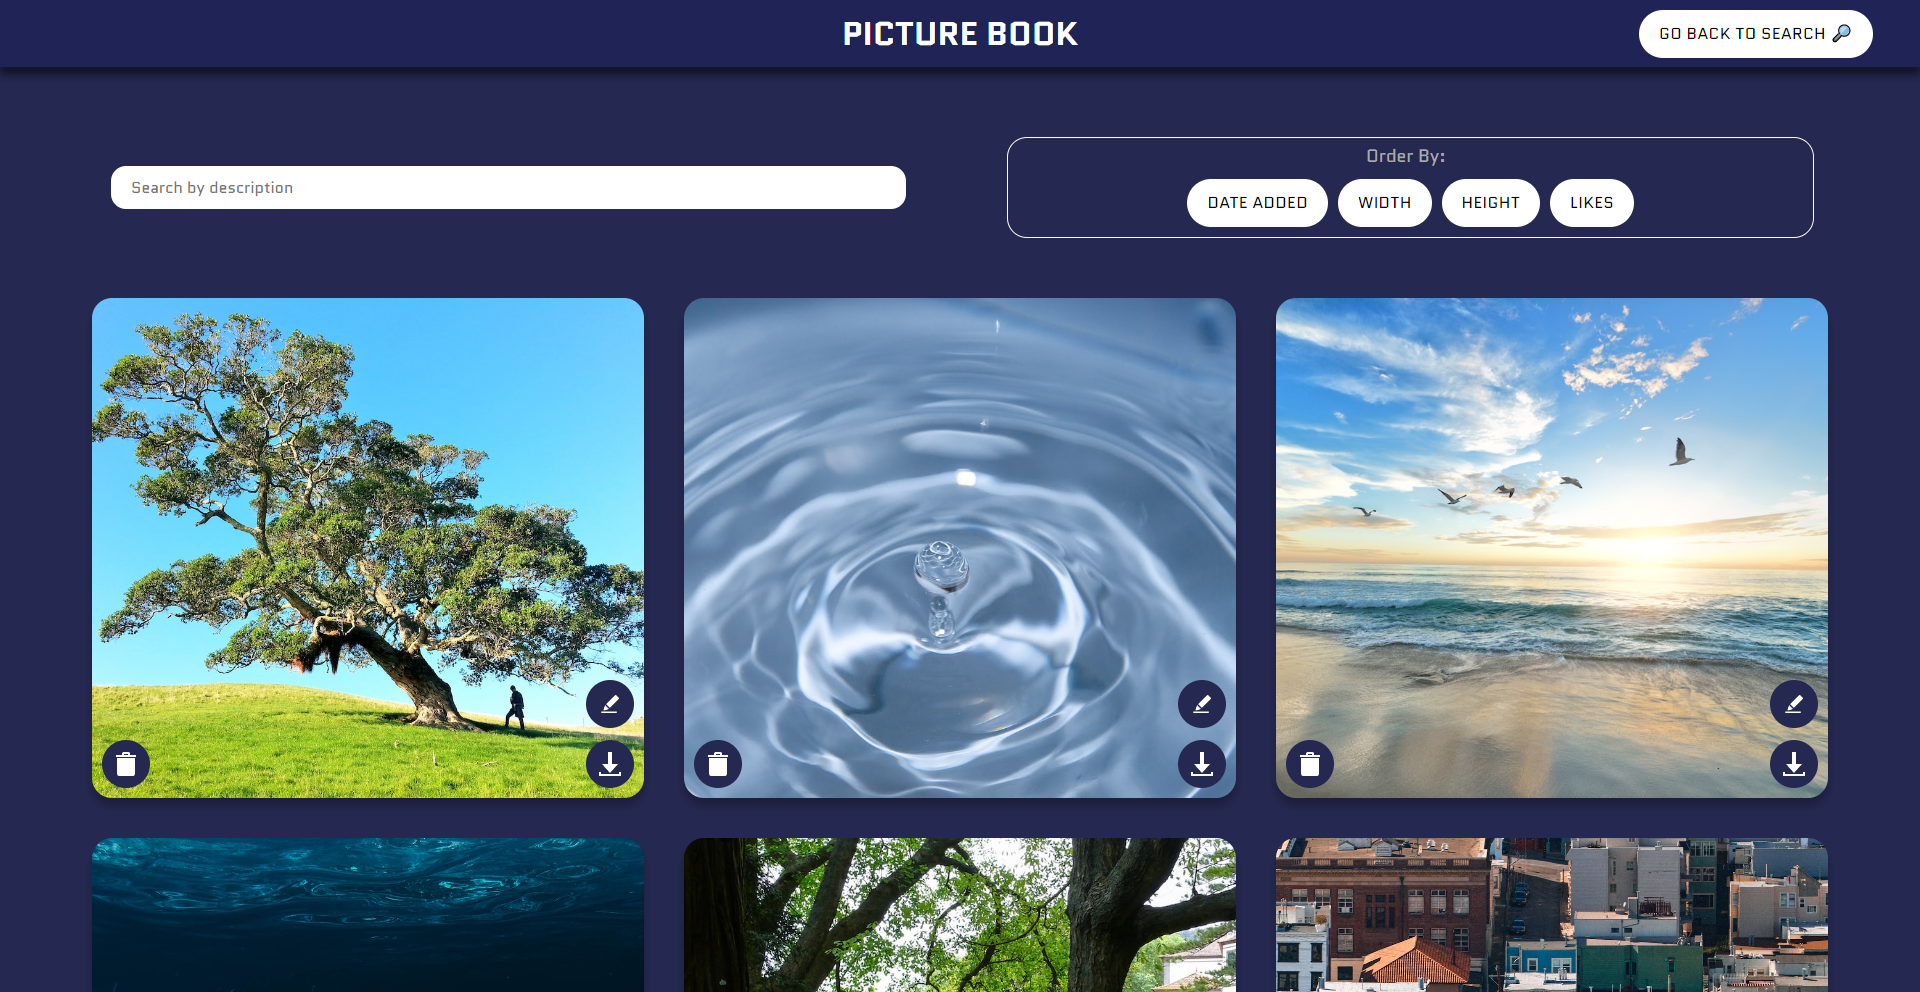 PICTURE BOOK
GO BACK TO SEARCH
Search by description
Order By:
DATE ADDED
WIDTH
HEIGHT
LIKES